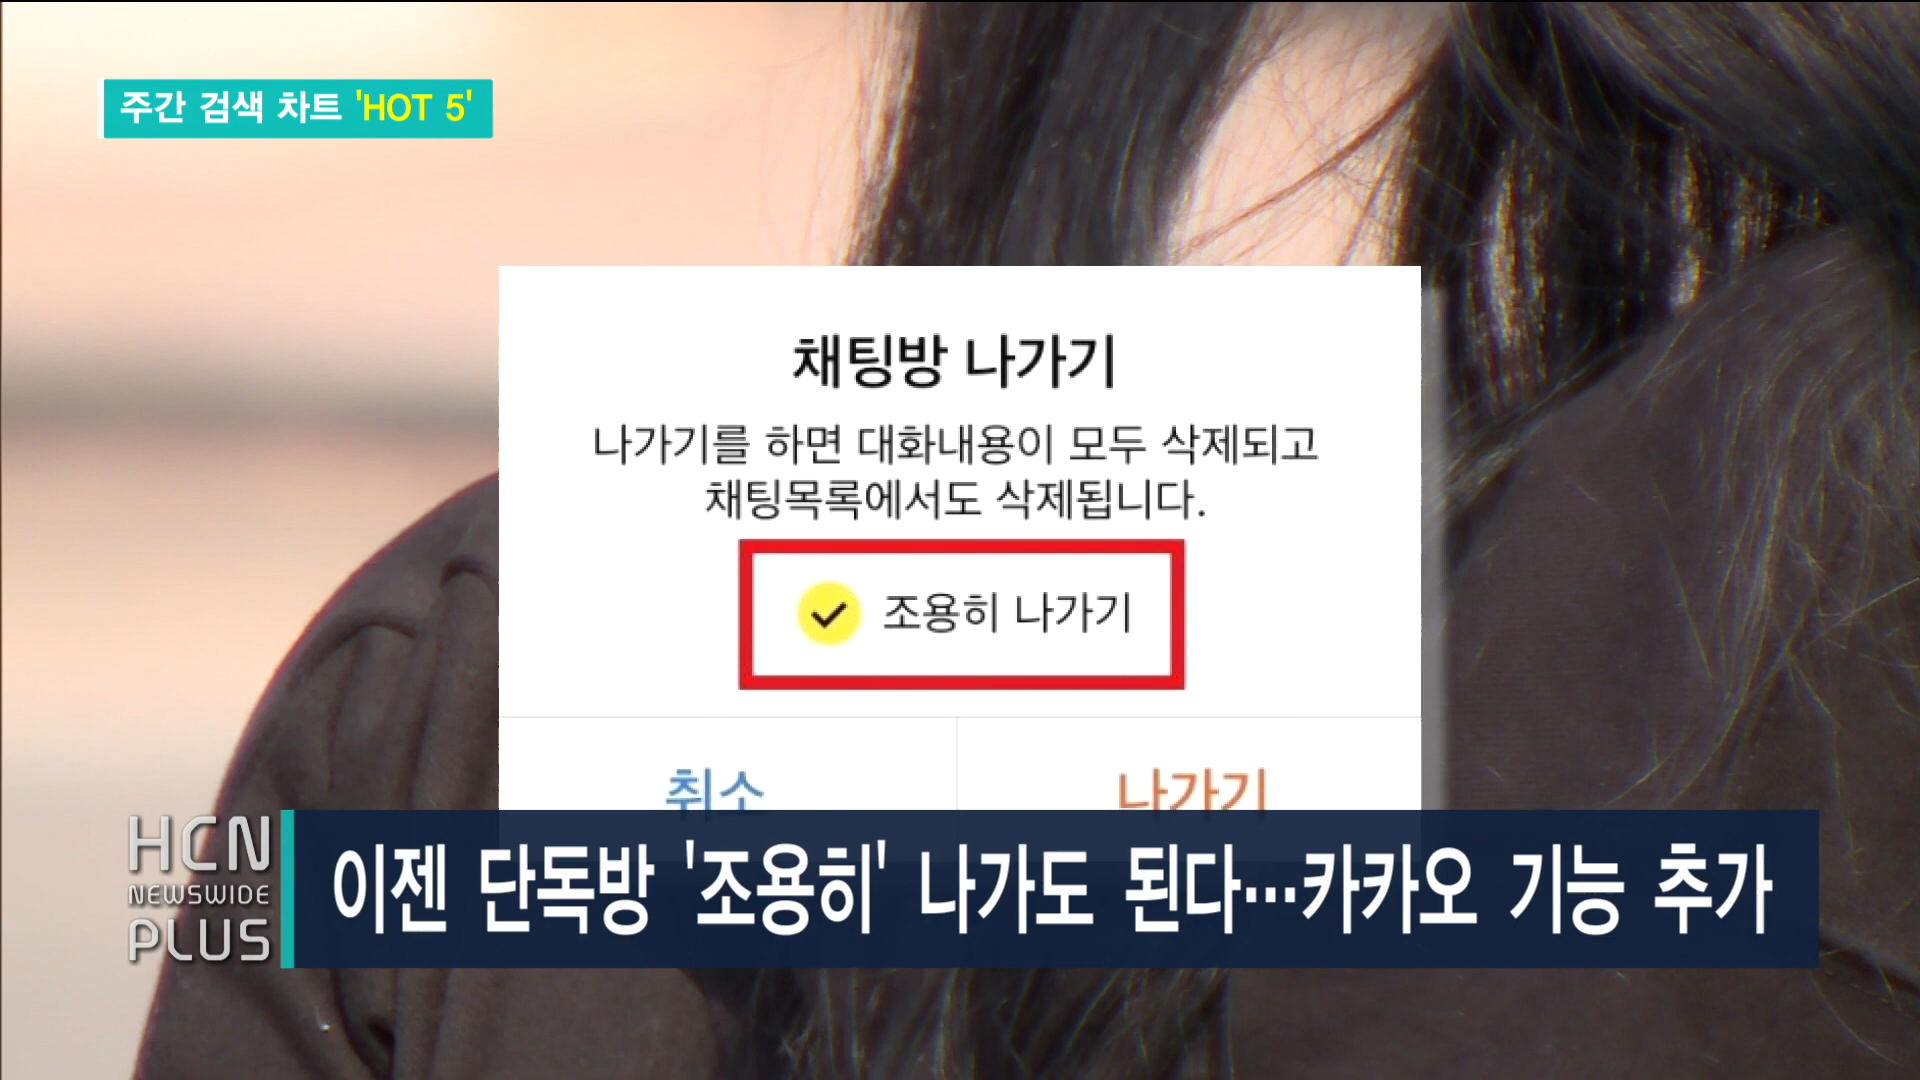 주간 검색 차트 'HOT 5'
채팅방 나가기
나가기를 하면 대화내용이 모두 삭제되고
채팅목록에서도 삭제됩니다.
조용히 나가기
취소 나가기
HCN
NEWSWIDE
PLUS
이젠 단독방 '조용히' 나가도 된다…카카오 기능 추가